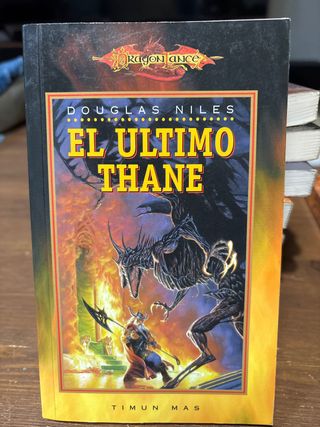 DRAGONLANCE
DOUGLAS NILES
EL ULTIMO
THANE
TIMUN MAS